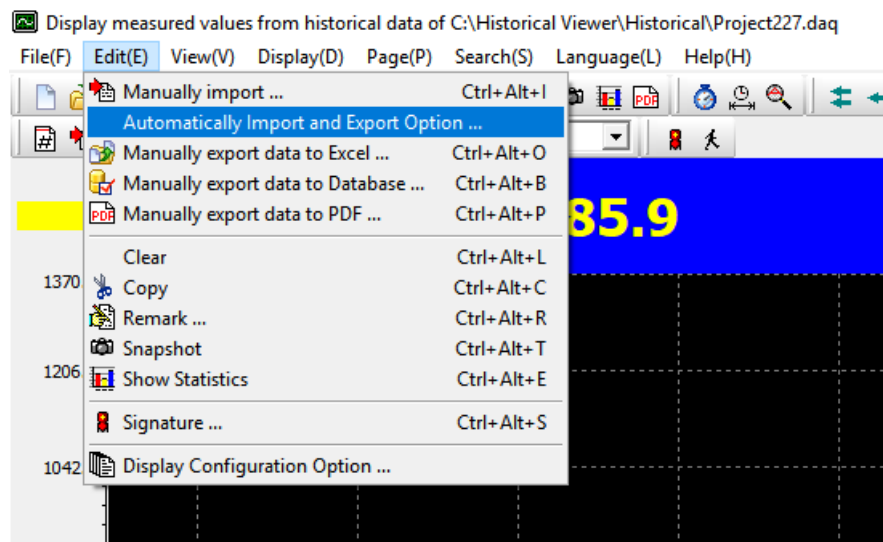 Display measured values from historical data of C:\Historical Viewer\Historical\Project227.daq
File(F) Edit(E) View(V) Display(D) Page(P) Search(S) Language(L) Help(H)
Manually import ... Ctrl+Alt+I
Automatically Import and Export Option ...
Manually export data to Excel ... Ctrl+Alt+O
Manually export data to Database ... Ctrl+Alt+B
Manually export data to PDF ... Ctrl+Alt+P
85.9
Clear Ctrl+Alt+L
1370
Copy Ctrl+Alt+C
Remark ... Ctrl+Alt+R
Snapshot Ctrl+Alt+T
1206
Show Statistics Ctrl+Alt+E
Signature ... Ctrl+Alt+S
1042
Display Configuration Option ...